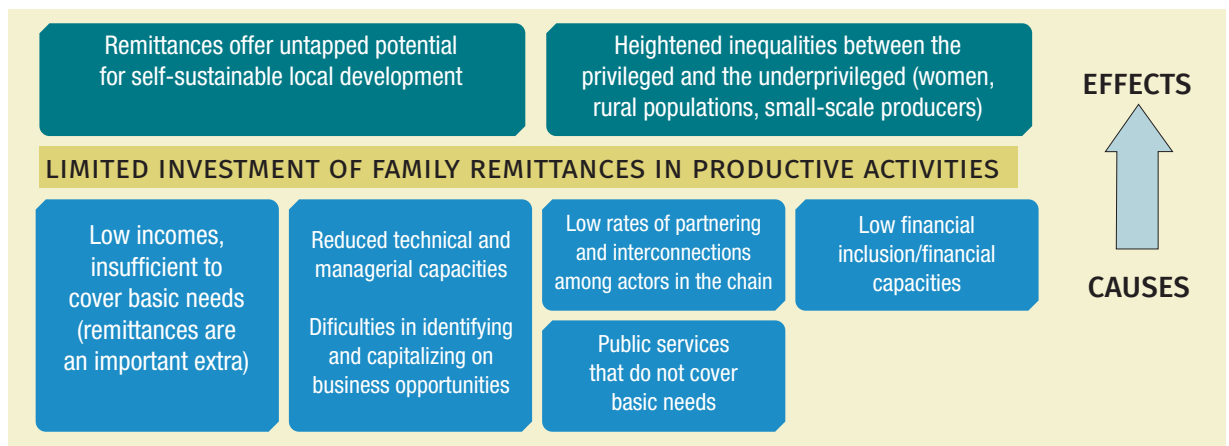 Remittances offer untapped potential
for self-sustainable local development
Heightened inequalities between the
privileged and the underprivileged (women,
rural populations, small-scale producers)
EFFECTS
LIMITED INVESTMENT OF FAMILY REMITTANCES IN PRODUCTIVE ACTIVITIES
Low incomes,
insufficient to
cover basic needs
(remittances are
an important extra)
Reduced technical and
managerial capacities
Dificulties in identifying
and capitalizing on
business opportunities
Low rates of partnering
and interconnections
among actors in the chain
Public services
that do not cover
basic needs
Low financial
inclusion/financial
capacities
CAUSES